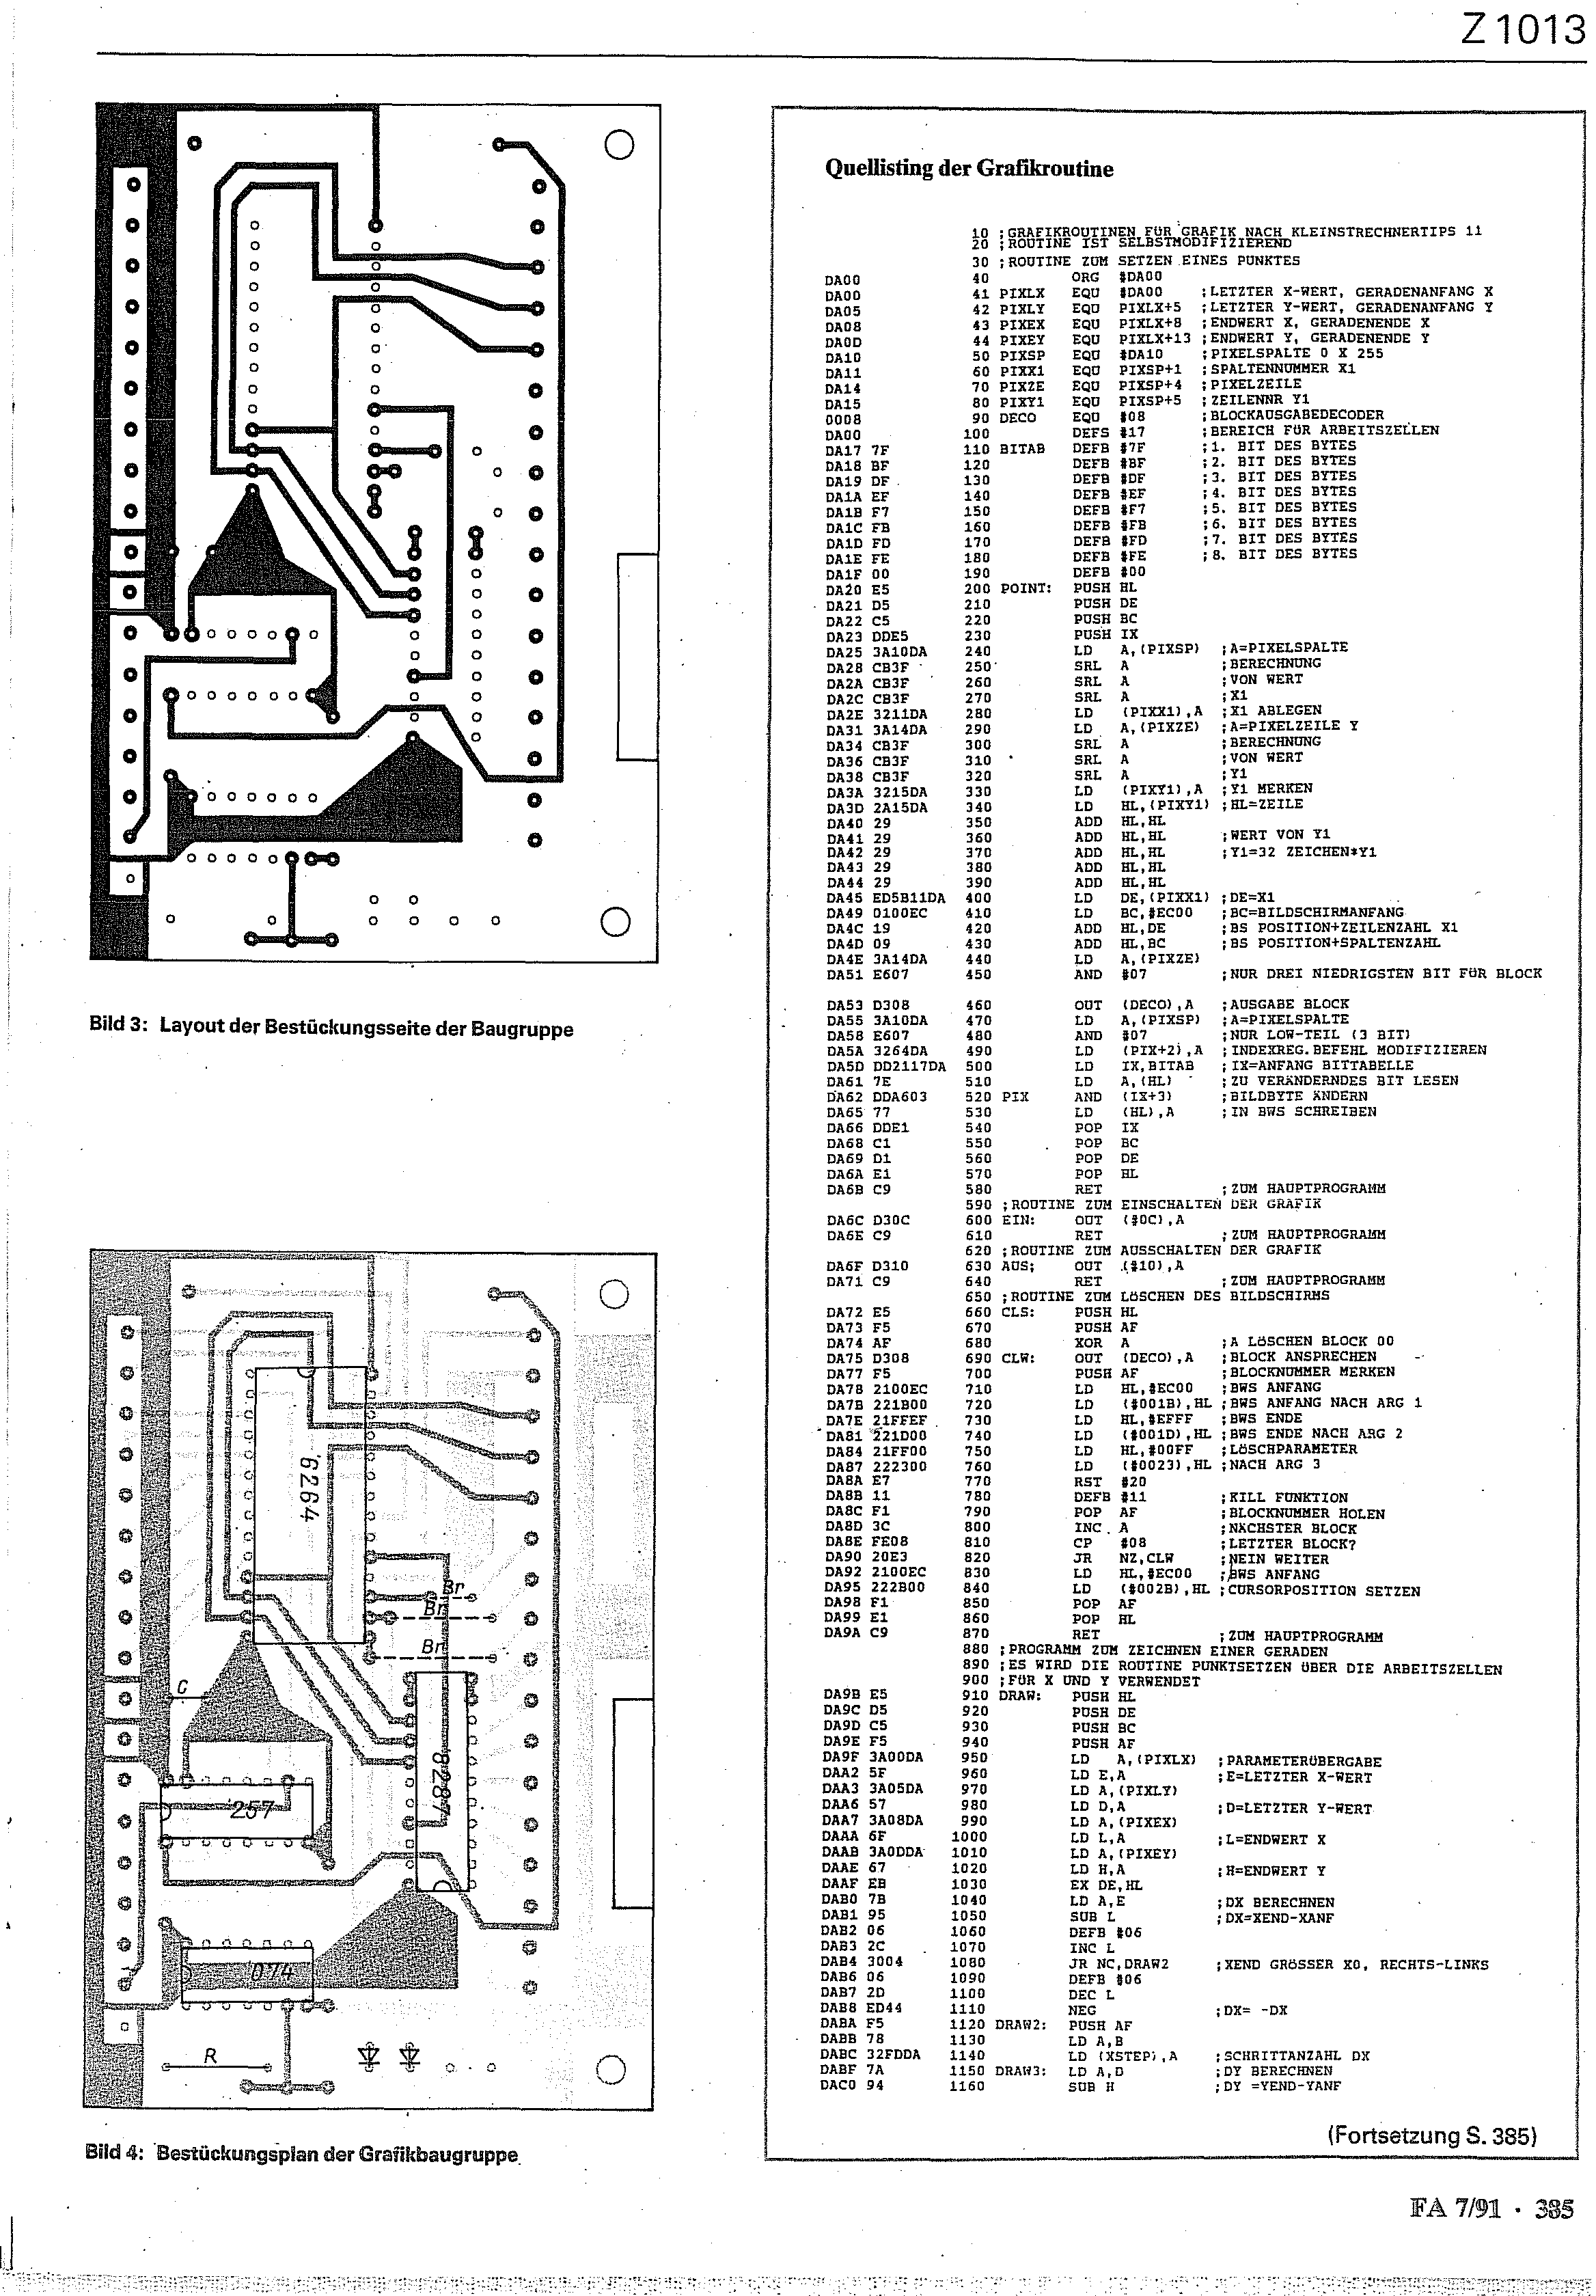 Z 1013
Bild 3: Layout der Bestückungsseite der Baugruppe
6264
Br
Br
Br
C
8287
257
074
R
Bild 4: Bestückungsplan der Grafikbaugruppe
Quellisting der Grafikroutine
10 ;GRAFIKROUTINEN FÜR GRAFIK NACH KLEINSTRECHNERTIPS 11
20 ;ROUTINE IST SELBSTMODIFIZIEREND
30 ;ROUTINE ZUM SETZEN EINES PUNKTES
DA00 40 ORG #DA00
DA00 41 PIXLX EQU #DA00 ;LETZTER X-WERT, GERADENANFANG X
DA05 42 PIXLY EQU PIXLX+5 ;LETZTER Y-WERT, GERADENANFANG Y
DA08 43 PIXEX EQU PIXLX+8 ;ENDWERT X, GERADENENDE X
DA0D 44 PIXEY EQU PIXLX+13 ;ENDWERT Y, GERADENENDE Y
DA10 50 PIXSP EQU #DA10 ;PIXELSPALTE 0 X 255
DA11 60 PIXX1 EQU PIXSP+1 ;SPALTENNUMMER X1
DA14 70 PIXZE EQU PIXSP+4 ;PIXELZEILE
DA15 80 PIXY1 EQU PIXSP+5 ;ZEILENNR Y1
0008 90 DECO EQU #08 ;BLOCKAUSGABEDECODER
DA00 100 DEFS #17 ;BEREICH FÜR ARBEITSZELLEN
DA17 7F 110 BITAB DEFB #7F ;1. BIT DES BYTES
DA18 BF 120 DEFB #BF ;2. BIT DES BYTES
DA19 DF 130 DEFB #DF ;3. BIT DES BYTES
DA1A EF 140 DEFB #EF ;4. BIT DES BYTES
DA1B F7 150 DEFB #F7 ;5. BIT DES BYTES
DA1C FB 160 DEFB #FB ;6. BIT DES BYTES
DA1D FD 170 DEFB #FD ;7. BIT DES BYTES
DA1E FE 180 DEFB #FE ;8. BIT DES BYTES
DA1F 00 190 DEFB #00
DA20 E5 200 POINT: PUSH HL
DA21 D5 210 PUSH DE
DA22 C5 220 PUSH BC
DA23 DDE5 230 PUSH IX
DA25 3A10DA 240 LD A,(PIXSP) ;A=PIXELSPALTE
DA28 CB3F 250 SRL A ;BERECHNUNG
DA2A CB3F 260 SRL A ;VON WERT
DA2C CB3F 270 SRL A ;X1
DA2E 3211DA 280 LD (PIXX1),A ;X1 ABLEGEN
DA31 3A14DA 290 LD A,(PIXZE) ;A=PIXELZEILE Y
DA34 CB3F 300 SRL A ;BERECHNUNG
DA36 CB3F 310 SRL A ;VON WERT
DA38 CB3F 320 SRL A ;Y1
DA3A 3215DA 330 LD (PIXY1),A ;Y1 MERKEN
DA3D 2A15DA 340 LD HL,(PIXY1) ;HL=ZEILE
DA40 29 350 ADD HL,HL
DA41 29 360 ADD HL,HL ;WERT VON Y1
DA42 29 370 ADD HL,HL ;Y1=32 ZEICHEN*Y1
DA43 29 380 ADD HL,HL
DA44 29 390 ADD HL,HL
DA45 ED5B11DA 400 LD DE,(PIXX1) ;DE=X1
DA49 0100EC 410 LD BC,#EC00 ;BC=BILDSCHIRMANFANG
DA4C 19 420 ADD HL,DE ;BS POSITION+ZEILENZAHL X1
DA4D 09 430 ADD HL,BC ;BS POSITION+SPALTENZAHL
DA4E 3A14DA 440 LD A,(PIXZE)
DA51 E607 450 AND #07 ;NUR DREI NIEDRIGSTEN BIT FÜR BLOCK
DA53 D308 460 OUT (DECO),A ;AUSGABE BLOCK
DA55 3A10DA 470 LD A,(PIXSP) ;A=PIXELSPALTE
DA58 E607 480 AND #07 ;NUR LOW-TEIL (3 BIT)
DA5A 3264DA 490 LD (PIX+2),A ;INDEXREG.BEFEHL MODIFIZIEREN
DA5D DD2117DA 500 LD IX,BITAB ;IX=ANFANG BITTABELLE
DA61 7E 510 LD A,(HL) ;ZU VERÄNDERNDES BIT LESEN
DA62 DDA603 520 PIX AND (IX+3) ;BILDBYTE ÄNDERN
DA65 77 530 LD (HL),A ;IN BWS SCHREIBEN
DA66 DDE1 540 POP IX
DA68 C1 550 POP BC
DA69 D1 560 POP DE
DA6A E1 570 POP HL
DA6B C9 580 RET ;ZUM HAUPTPROGRAMM
590 ;ROUTINE ZUM EINSCHALTEN DER GRAFIK
DA6C D30C 600 EIN: OUT (#0C),A
DA6E C9 610 RET ;ZUM HAUPTPROGRAMM
620 ;ROUTINE ZUM AUSSCHALTEN DER GRAFIK
DA6F D310 630 AUS; OUT (#10),A
DA71 C9 640 RET ;ZUM HAUPTPROGRAMM
650 ;ROUTINE ZUM LÖSCHEN DES BILDSCHIRMS
DA72 E5 660 CLS: PUSH HL
DA73 F5 670 PUSH AF
DA74 AF 680 XOR A ;A LÖSCHEN BLOCK 00
DA75 D308 690 CLW: OUT (DECO),A ;BLOCK ANSPRECHEN
DA77 F5 700 PUSH AF ;BLOCKNUMMER MERKEN
DA78 2100EC 710 LD HL,#EC00 ;BWS ANFANG
DA7B 221B00 720 LD (#001B),HL ;BWS ANFANG NACH ARG 1
DA7E 21FFEF 730 LD HL,#EFFF ;BWS ENDE
DA81 221D00 740 LD (#001D),HL ;BWS ENDE NACH ARG 2
DA84 21FF00 750 LD HL,#00FF ;LÖSCHPARAMETER
DA87 222300 760 LD (#0023),HL ;NACH ARG 3
DA8A E7 770 RST #20
DA8B 11 780 DEFB #11 ;KILL FUNKTION
DA8C F1 790 POP AF ;BLOCKNUMMER HOLEN
DA8D 3C 800 INC A ;NÄCHSTER BLOCK
DA8E FE08 810 CP #08 ;LETZTER BLOCK?
DA90 20E3 820 JR NZ,CLW ;NEIN WEITER
DA92 2100EC 830 LD HL,#EC00 ;BWS ANFANG
DA95 222B00 840 LD (#002B),HL ;CURSORPOSITION SETZEN
DA98 F1 850 POP AF
DA99 E1 860 POP HL
DA9A C9 870 RET ;ZUM HAUPTPROGRAMM
880 ;PROGRAMM ZUM ZEICHNEN EINER GERADEN
890 ;ES WIRD DIE ROUTINE PUNKTSETZEN ÜBER DIE ARBEITSZELLEN
900 ;FÜR X UND Y VERWENDET
DA9B E5 910 DRAW: PUSH HL
DA9C D5 920 PUSH DE
DA9D C5 930 PUSH BC
DA9E F5 940 PUSH AF
DA9F 3A00DA 950 LD A,(PIXLX) ;PARAMETERÜBERGABE
DAA2 5F 960 LD E,A ;E=LETZTER X-WERT
DAA3 3A05DA 970 LD A,(PIXLY)
DAA6 57 980 LD D,A ;D=LETZTER Y-WERT
DAA7 3A08DA 990 LD A,(PIXEX)
DAAA 6F 1000 LD L,A ;L=ENDWERT X
DAAB 3A0DDA 1010 LD A,(PIXEY)
DAAE 67 1020 LD H,A ;H=ENDWERT Y
DAAF EB 1030 EX DE,HL
DAB0 7B 1040 LD A,E ;DX BERECHNEN
DAB1 95 1050 SUB L ;DX=XEND-XANF
DAB2 06 1060 DEFB #06
DAB3 2C 1070 INC L
DAB4 3004 1080 JR NC,DRAW2 ;XEND GRÖSSER X0, RECHTS-LINKS
DAB6 06 1090 DEFB #06
DAB7 2D 1100 DEC L
DAB8 ED44 1110 NEG ;DX= -DX
DABA F5 1120 DRAW2: PUSH AF
DABB 78 1130 LD A,B
DABC 32FDDA 1140 LD (XSTEP),A ;SCHRITTANZAHL DX
DABF 7A 1150 DRAW3: LD A,D ;DY BERECHNEN
DAC0 94 1160 SUB H ;DY =YEND-YANF
(Fortsetzung S. 385)
FA 7/91 · 385